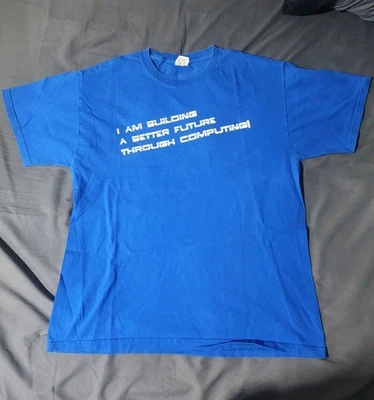 I AM BUILDING
A BETTER FUTURE
THROUGH COMPUTING!